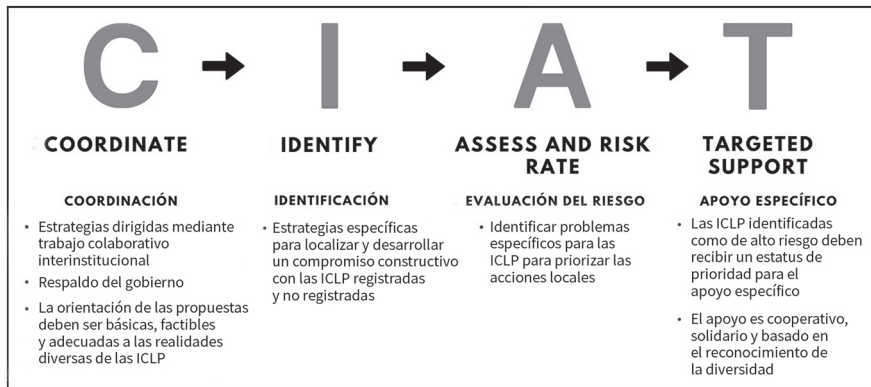 C I A T
COORDINATE
IDENTIFY
ASSESS AND RISK
RATE
TARGETED
SUPPORT
COORDINACIÓN
• Estrategias dirigidas mediante
trabajo colaborativo
interinstitucional
• Respaldo del gobierno
• La orientación de las propuestas
deben ser básicas, factibles
y adecuadas a las realidades
diversas de las ICLP
IDENTIFICACIÓN
• Estrategias específicas
para localizar y desarrollar
un compromiso constructivo
con las ICLP registradas
y no registradas
EVALUACIÓN DEL RIESGO
• Identificar problemas
específicos para las
ICLP para priorizar las
acciones locales
APOYO ESPECÍFICO
• Las ICLP identificadas
como de alto riesgo deben
recibir un estatus de
prioridad para el
apoyo específico
• El apoyo es cooperativo,
solidario y basado en
el reconocimiento de
la diversidad